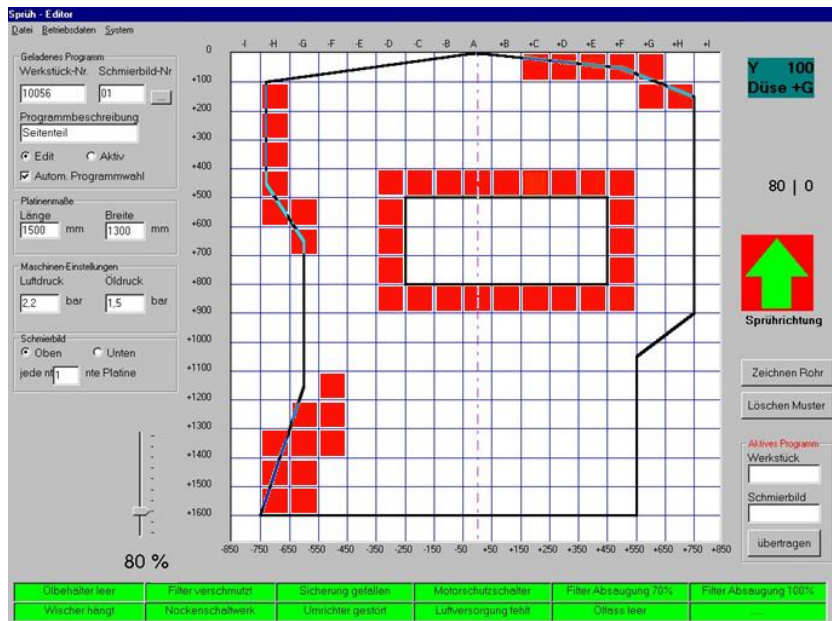 Sprüh - Editor
Datei Betriebsdaten System
Geladenes Programm
Werkstück-Nr. Schmierbild-Nr
10056 01 ...
Programmbeschreibung
Seitenteil
Edit Aktiv
Autom. Programmwahl
Platinenmaße
Länge Breite
1500 mm 1300 mm
Maschinen-Einstellungen
Luftdruck Öldruck
2,2 bar 1,5 bar
Schmierbild
Oben Unten
jede n 1 nte Platine
80 %
-I -H -G -F -E -D -C -B A +B +C +D +E +F +G +H +I
0
+100
+200
+300
+400
+500
+600
+700
+800
+900
+1000
+1100
+1200
+1300
+1400
+1500
+1600
-850 -750 -650 -550 -450 -350 -250 -150 -50 +50 +150 +250 +350 +450 +550 +650 +750 +850
Y 100
Düse +G
80 | 0
Sprührichtung
Zeichnen Rohr
Löschen Muster
Aktives Programm
Werkstück
Schmierbild
übertragen
Ölbehälter leer Filter verschmutzt Sicherung gefallen Motorschutzschalter Filter Absaugung 70% Filter Absaugung 100%
Wischer hängt Nockenschaltwerk Umrichter gestört Luftversorgung fehlt Ölfass leer